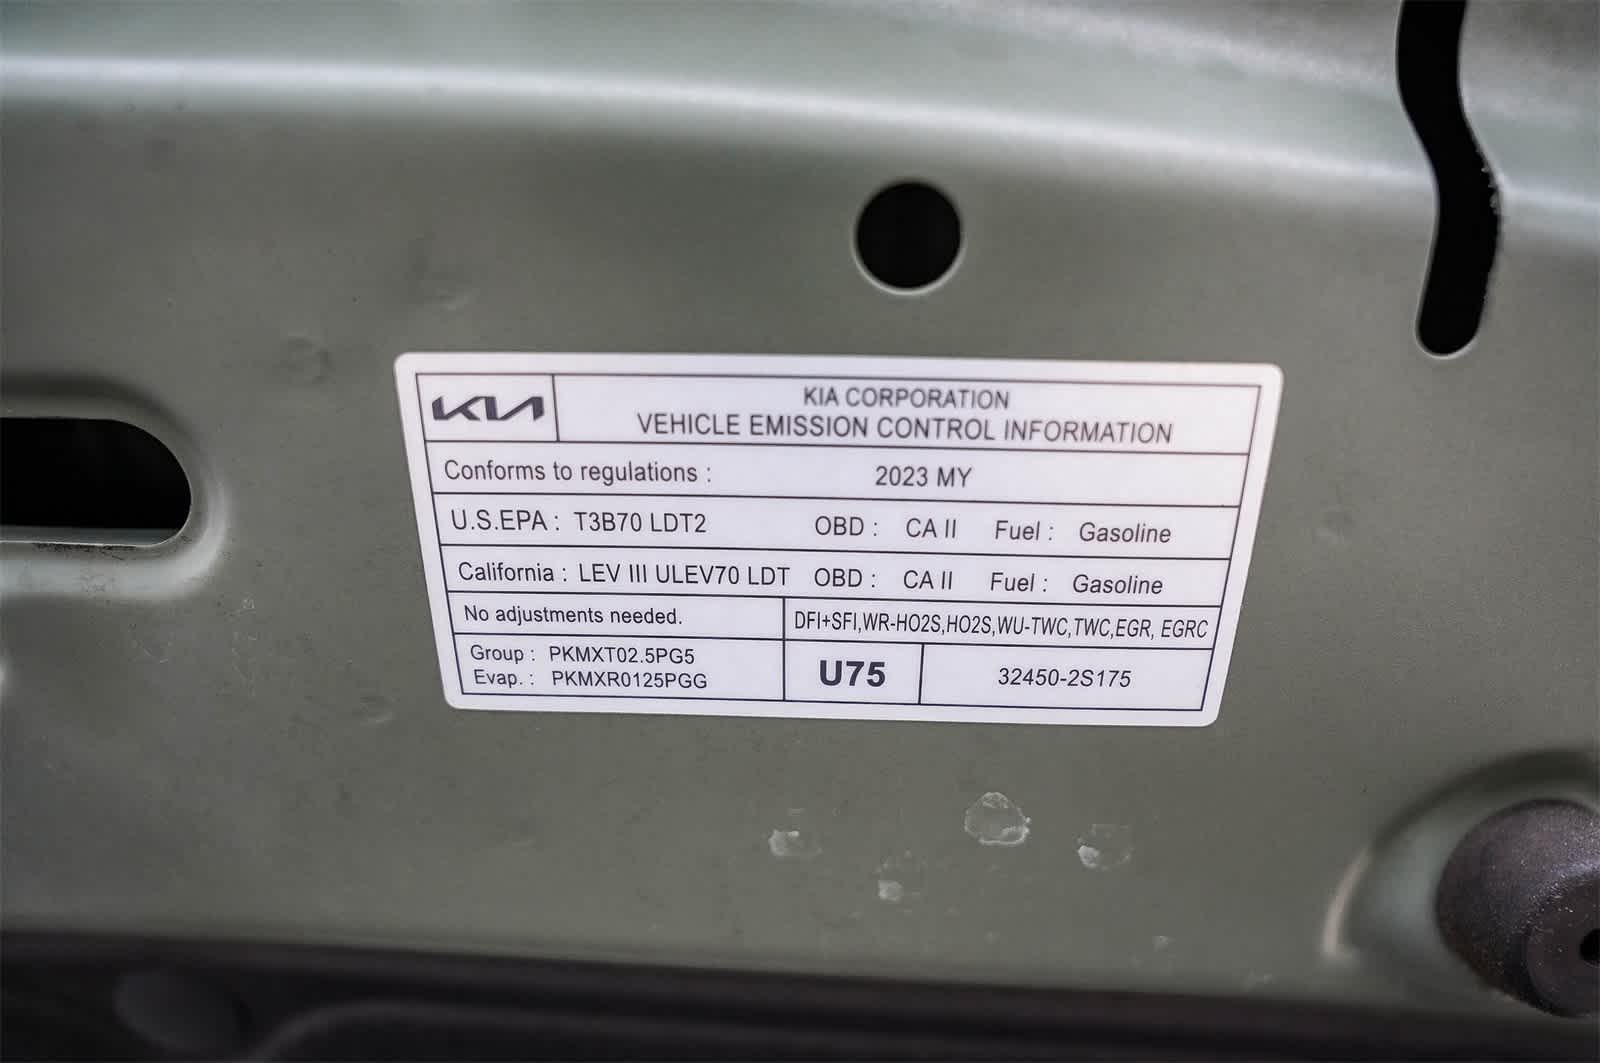 KIA
KIA CORPORATION
VEHICLE EMISSION CONTROL INFORMATION
Conforms to regulations : 2023 MY
U.S.EPA : T3B70 LDT2 OBD : CA II Fuel : Gasoline
California : LEV III ULEV70 LDT OBD : CA II Fuel : Gasoline
No adjustments needed. DFI+SFI,WR-HO2S,HO2S,WU-TWC,TWC,EGR, EGRC
Group : PKMXT02.5PG5
Evap. : PKMXR0125PGG
U75
32450-2S175